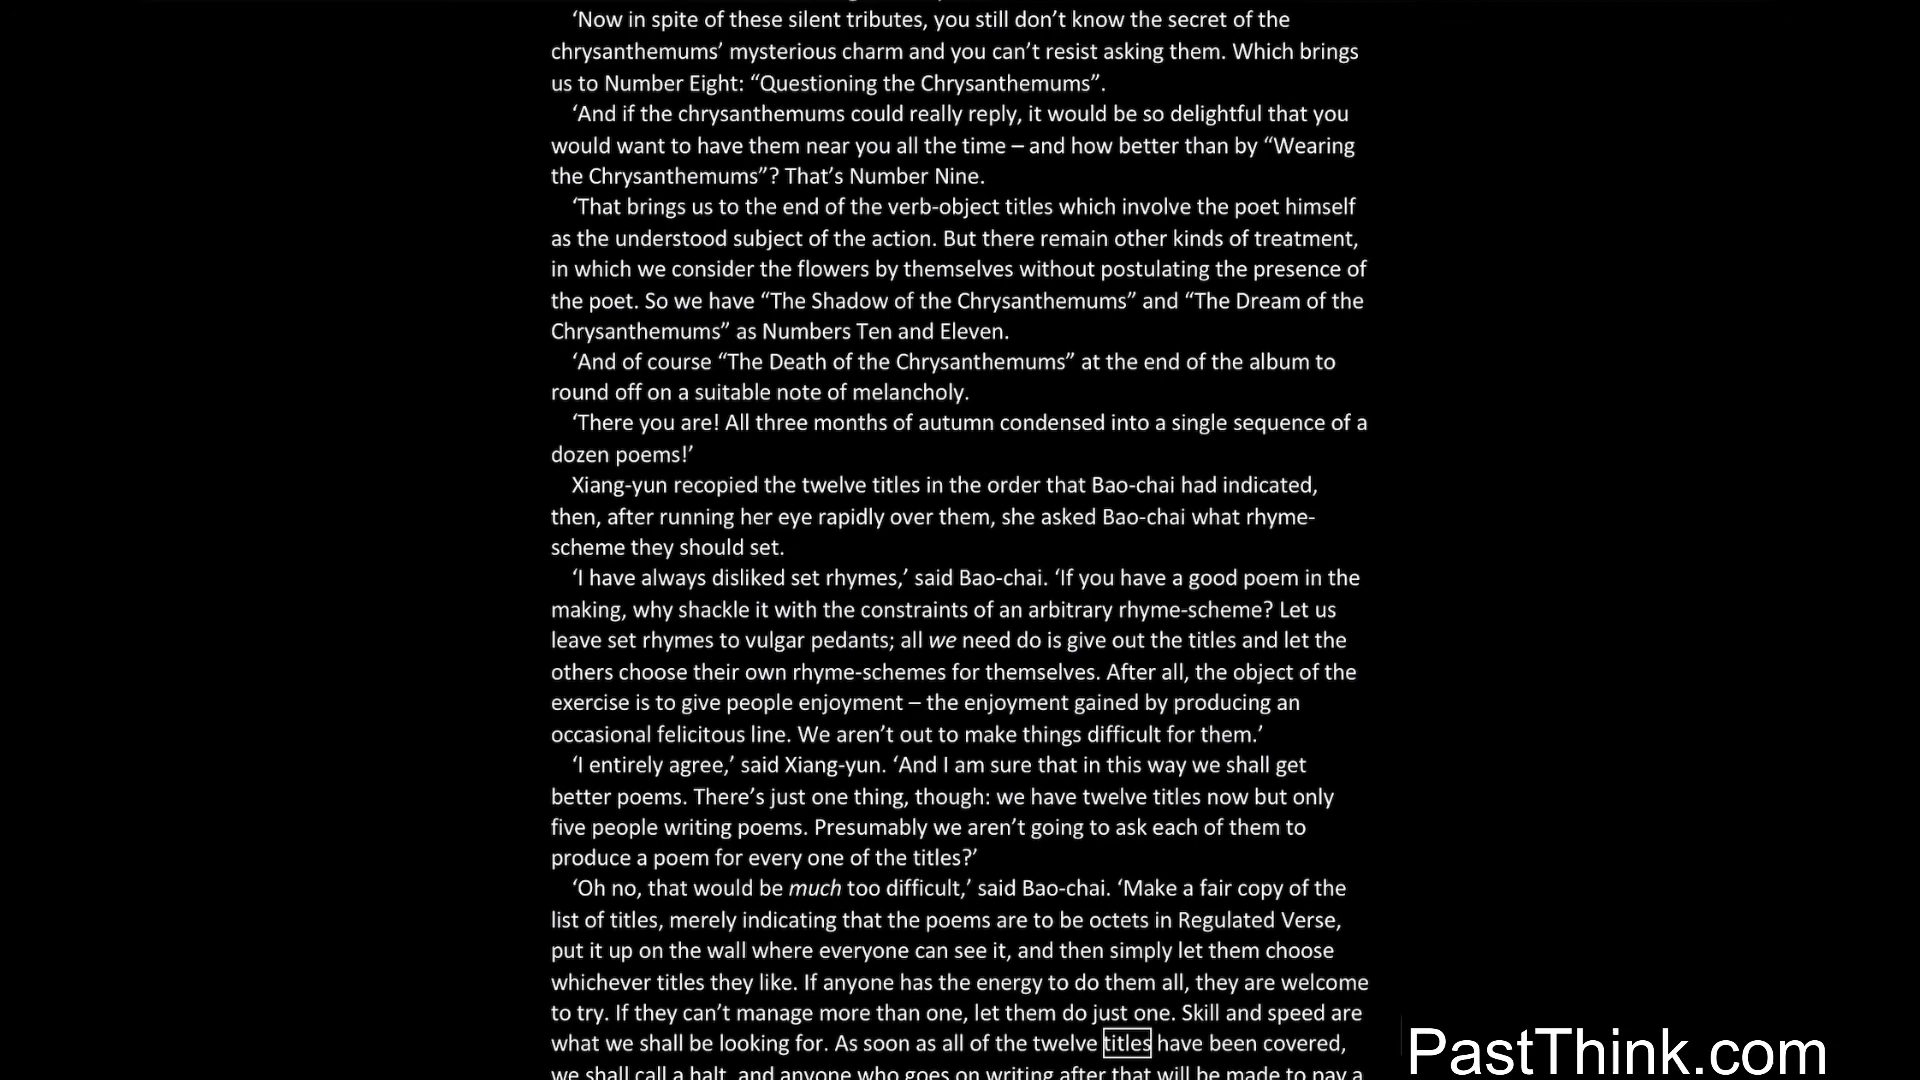 ‘Now in spite of these silent tributes, you still don’t know the secret of the
chrysanthemums’ mysterious charm and you can’t resist asking them. Which brings
us to Number Eight: “Questioning the Chrysanthemums”.
‘And if the chrysanthemums could really reply, it would be so delightful that you
would want to have them near you all the time – and how better than by “Wearing
the Chrysanthemums”? That’s Number Nine.
‘That brings us to the end of the verb-object titles which involve the poet himself
as the understood subject of the action. But there remain other kinds of treatment,
in which we consider the flowers by themselves without postulating the presence of
the poet. So we have “The Shadow of the Chrysanthemums” and “The Dream of the
Chrysanthemums” as Numbers Ten and Eleven.
‘And of course “The Death of the Chrysanthemums” at the end of the album to
round off on a suitable note of melancholy.
‘There you are! All three months of autumn condensed into a single sequence of a
dozen poems!’
Xiang-yun recopied the twelve titles in the order that Bao-chai had indicated,
then, after running her eye rapidly over them, she asked Bao-chai what rhyme-
scheme they should set.
‘I have always disliked set rhymes,’ said Bao-chai. ‘If you have a good poem in the
making, why shackle it with the constraints of an arbitrary rhyme-scheme? Let us
leave set rhymes to vulgar pedants; all we need do is give out the titles and let the
others choose their own rhyme-schemes for themselves. After all, the object of the
exercise is to give people enjoyment – the enjoyment gained by producing an
occasional felicitous line. We aren’t out to make things difficult for them.’
‘I entirely agree,’ said Xiang-yun. ‘And I am sure that in this way we shall get
better poems. There’s just one thing, though: we have twelve titles now but only
five people writing poems. Presumably we aren’t going to ask each of them to
produce a poem for every one of the titles?’
‘Oh no, that would be much too difficult,’ said Bao-chai. ‘Make a fair copy of the
list of titles, merely indicating that the poems are to be octets in Regulated Verse,
put it up on the wall where everyone can see it, and then simply let them choose
whichever titles they like. If anyone has the energy to do them all, they are welcome
to try. If they can’t manage more than one, let them do just one. Skill and speed are
what we shall be looking for. As soon as all of the twelve titles have been covered,
we shall call a halt, and anyone who goes on writing after that will be made to pay a
PastThink.com